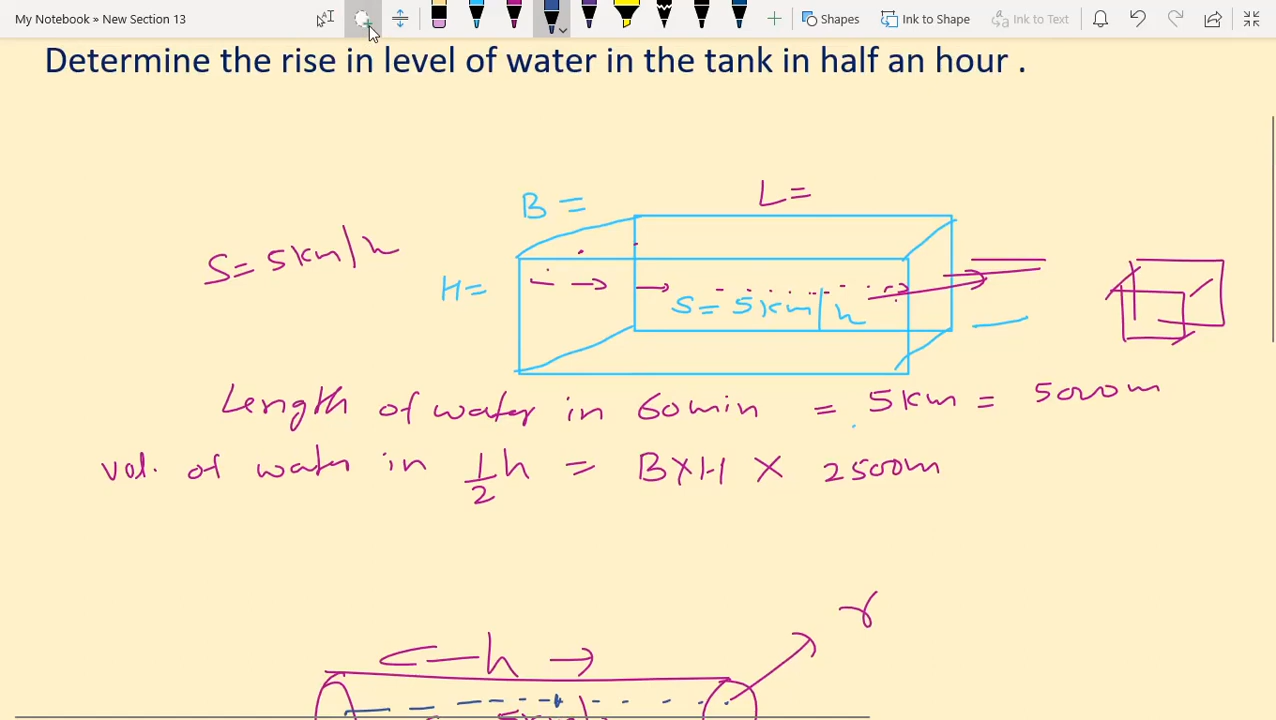 My Notebook » New Section 13
Shapes
Ink to Shape
Ink to Text
Determine the rise in level of water in the tank in half an hour .
B =
L=
S= 5km/h
H=
S= 5km/h
Length of water in 60min = 5km = 5000m
vol. of water in 1/2 h = B×H × 2500m
r
h
5km/